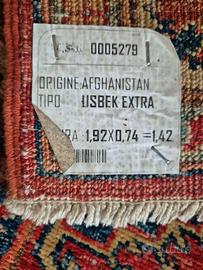 0005279
ORIGINE:AFGHANISTAN
TIPO USBEK EXTRA
1,92X0,74 =1,42